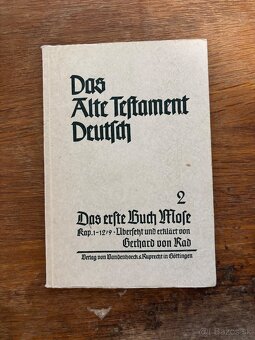 Das
Alte Testament
Deutsch
2
Das erste Buch Mose
Kap. 1-12/9 · Übersetzt und erklärt von
Gerhard von Rad
Verlag von Vandenhoeck & Ruprecht in Göttingen